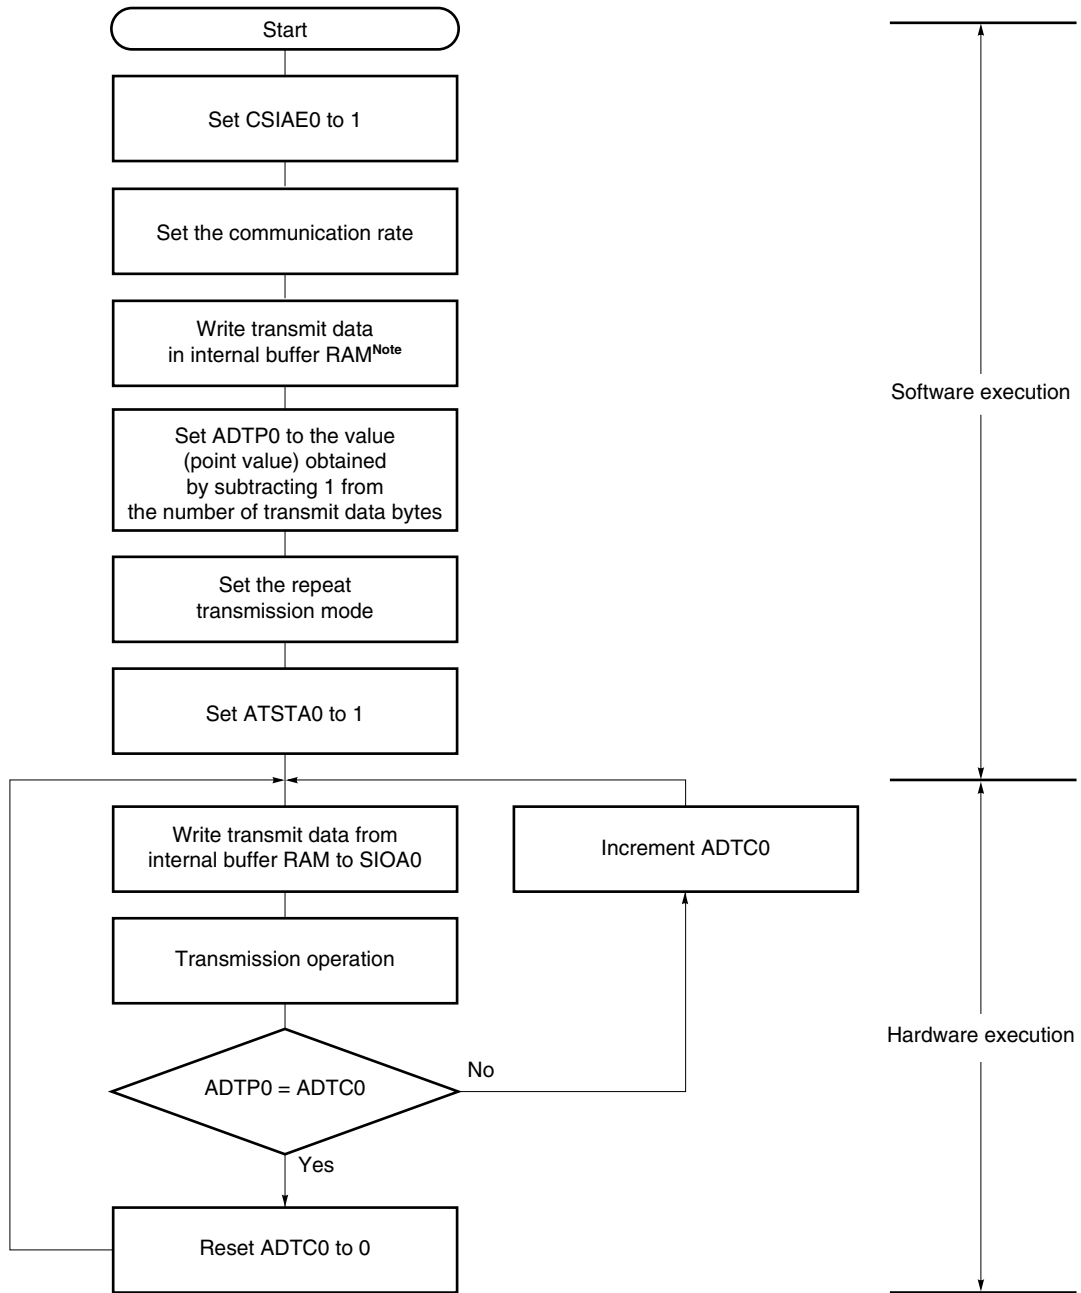 Start
Set CSIAE0 to 1
Set the communication rate
Write transmit data
in internal buffer RAMNote
Set ADTP0 to the value
(point value) obtained
by subtracting 1 from
the number of transmit data bytes
Software execution
Set the repeat
transmission mode
Set ATSTA0 to 1
Write transmit data from
internal buffer RAM to SIOA0
Increment ADTC0
Transmission operation
Hardware execution
ADTP0 = ADTC0
No
Yes
Reset ADTC0 to 0